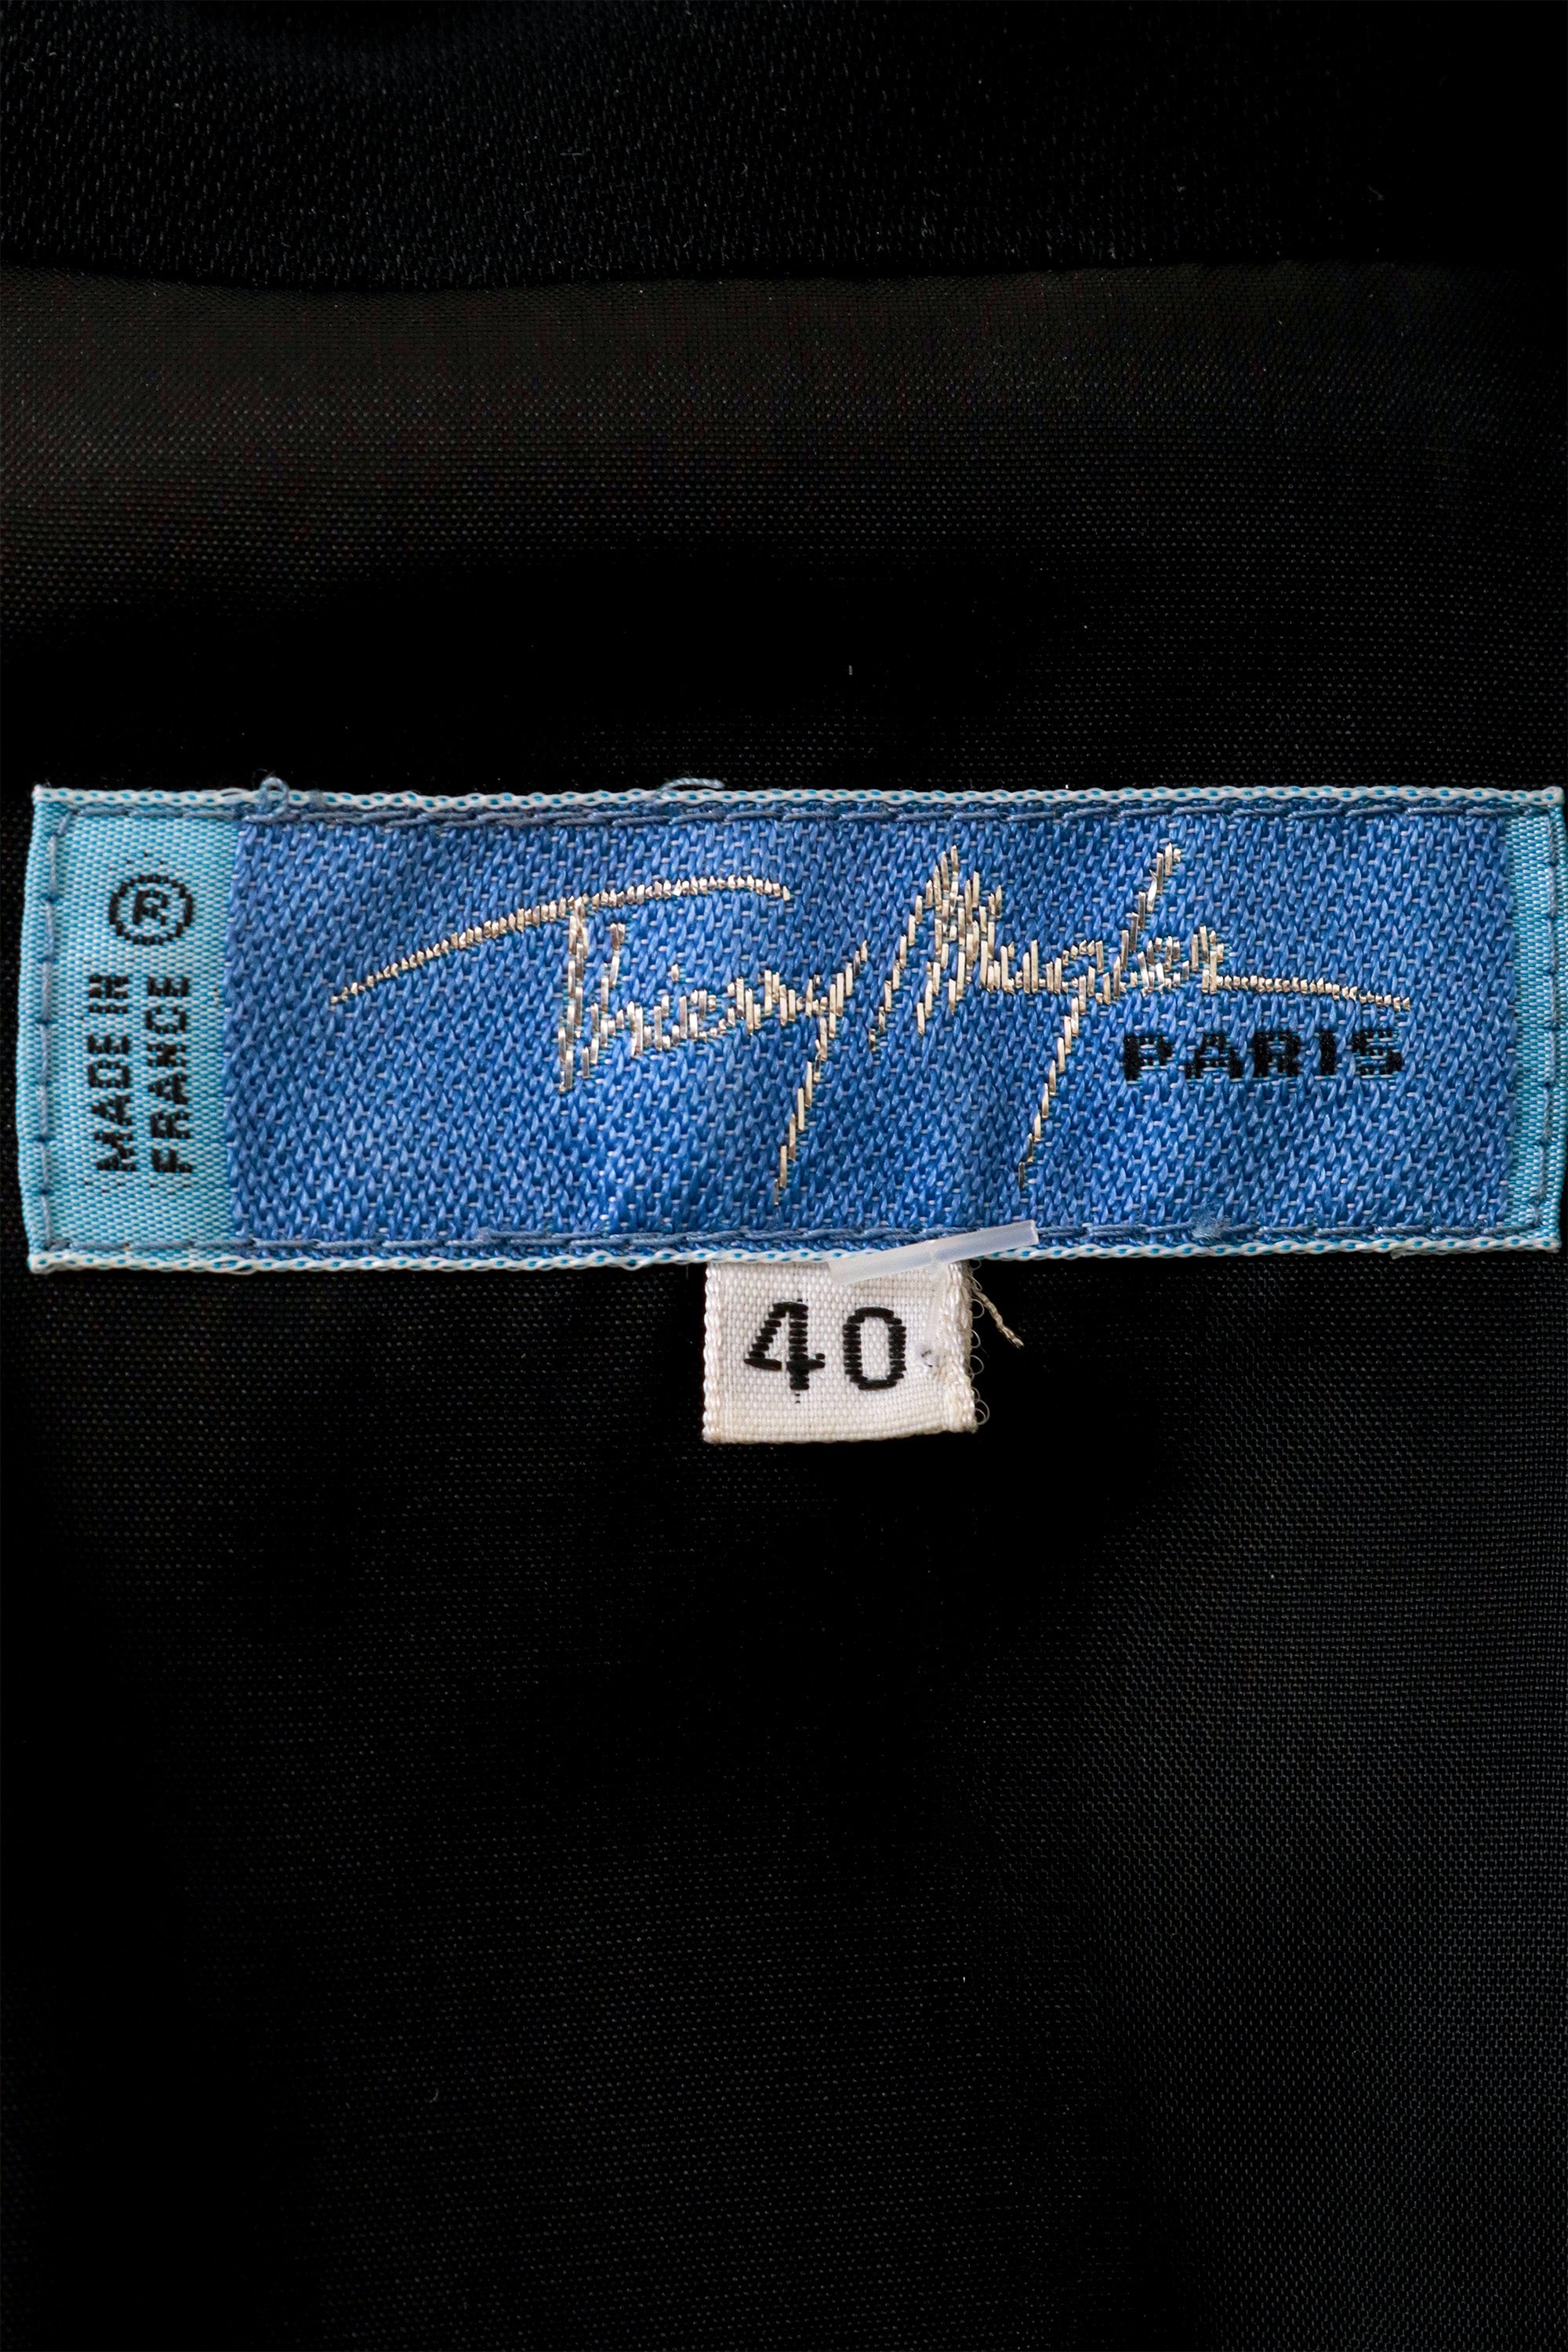 Thierry Mugler
PARIS
MADE IN
FRANCE ®
40